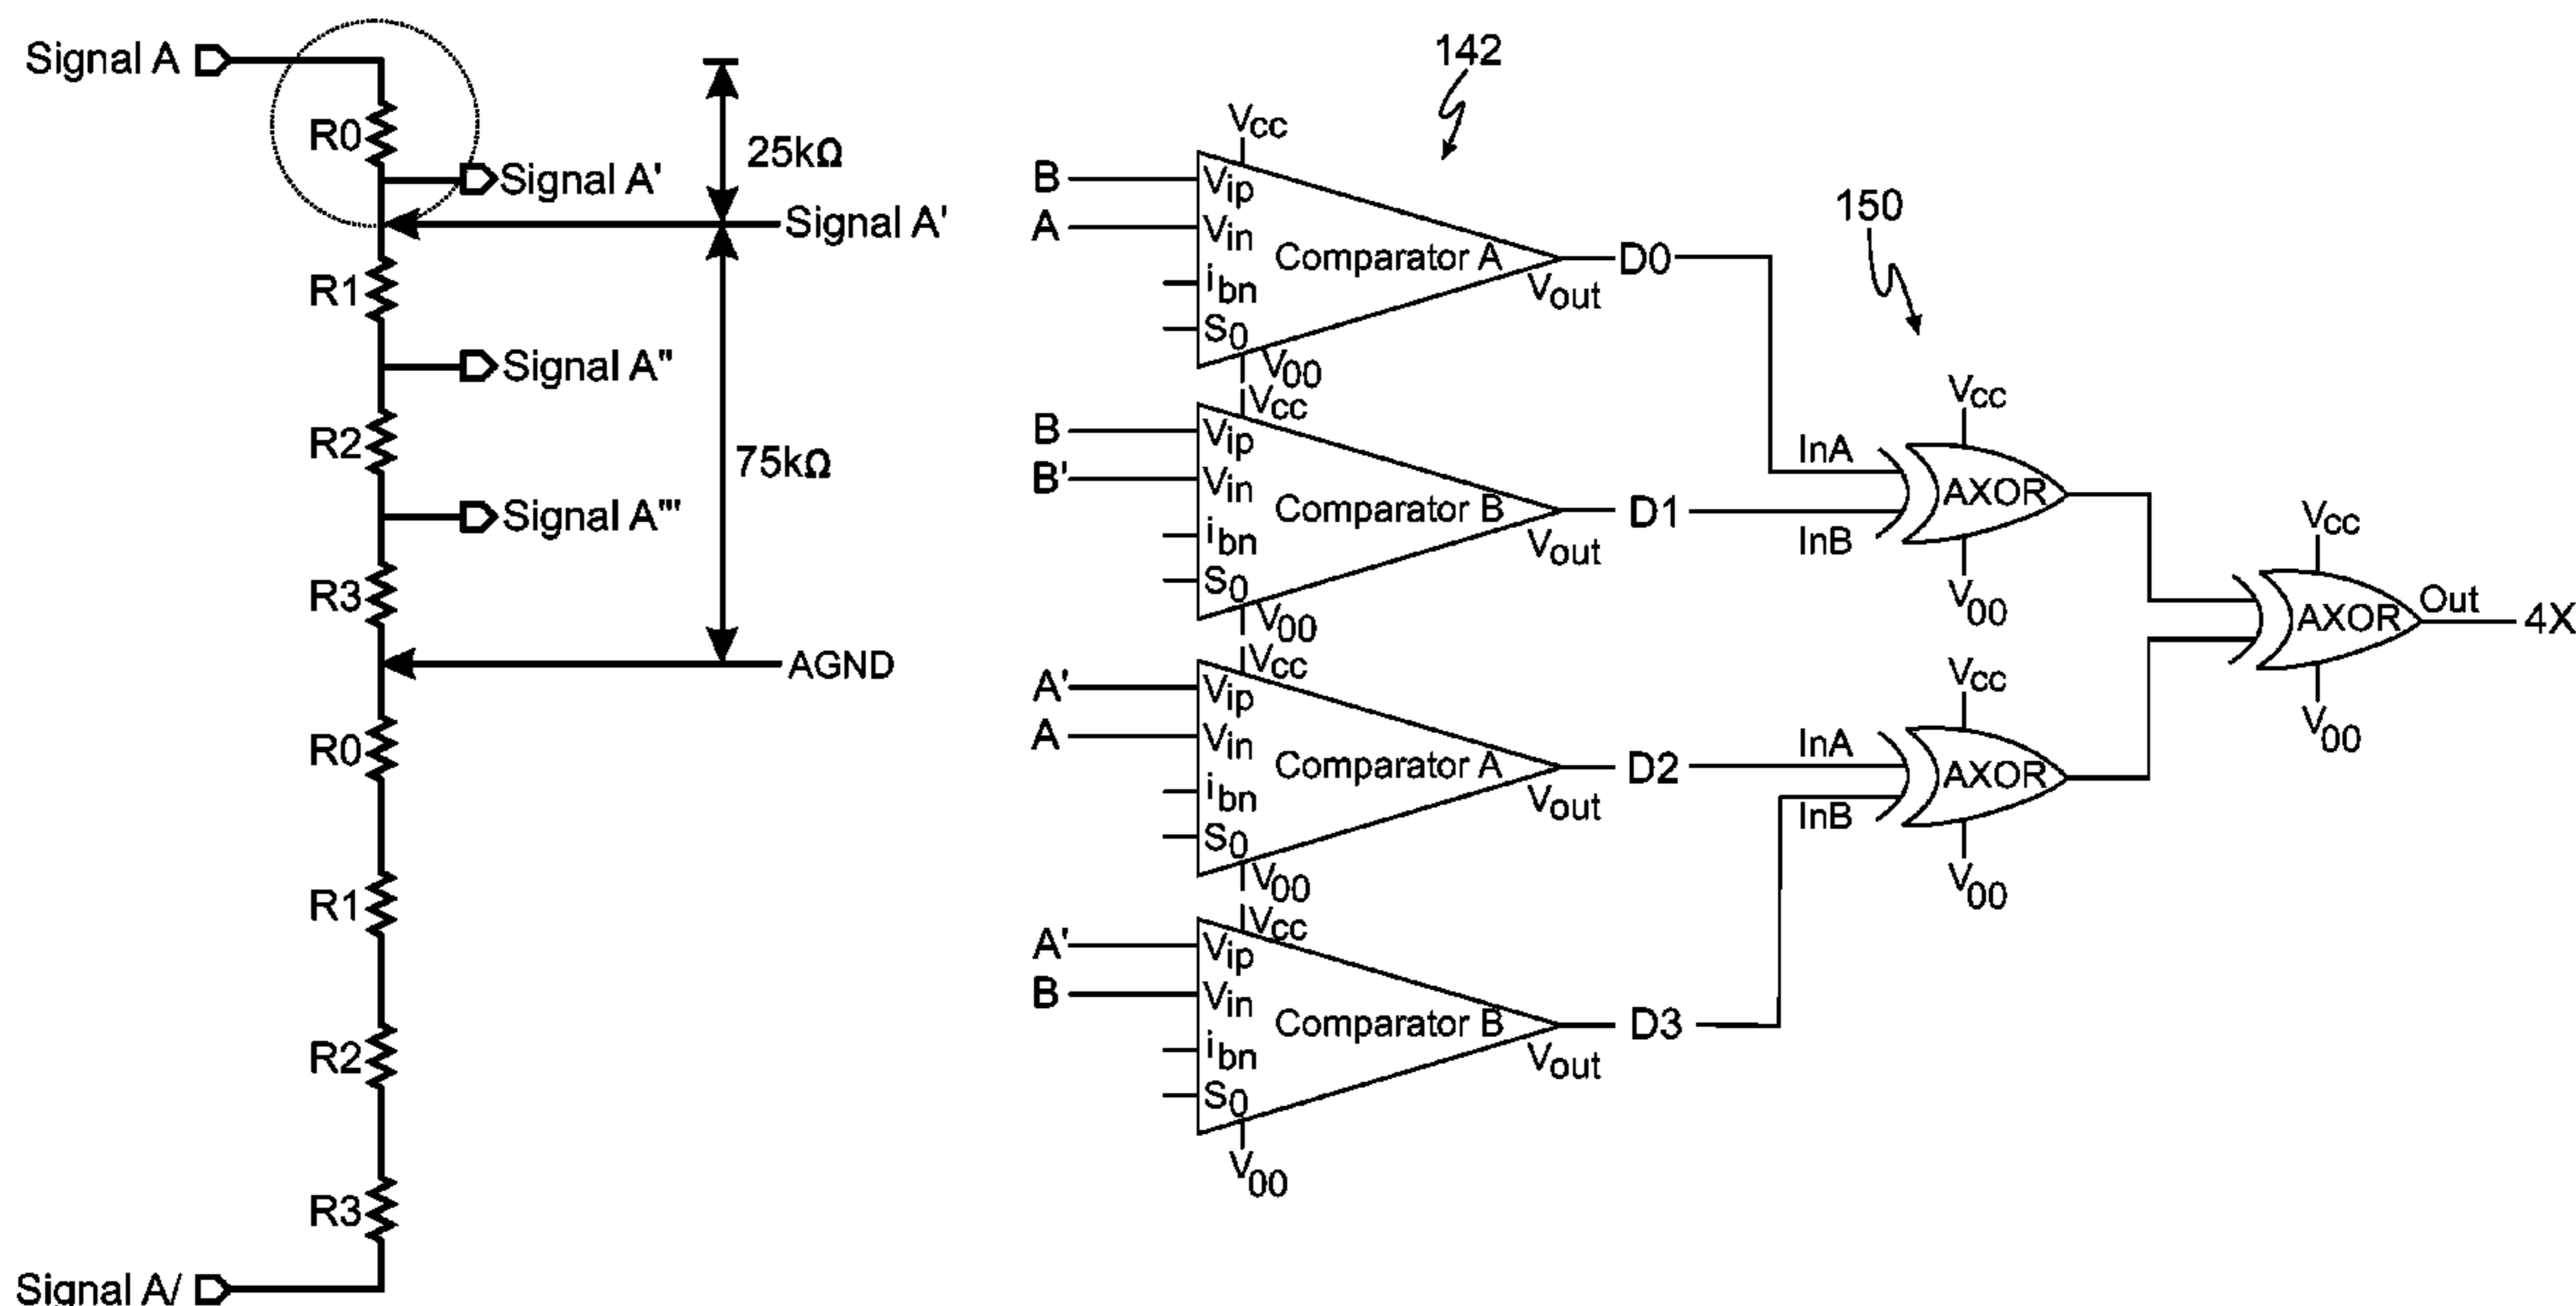 Signal A
R0
Signal A'
25kΩ
Signal A'
R1
Signal A"
R2
75kΩ
Signal A'"
R3
AGND
R0
R1
R2
R3
Signal A/
142
Vcc
B
Vip
A
Vin
Comparator A
D0
ibn
Vout
S0
V00
Vcc
B
Vip
B'
Vin
Comparator B
D1
ibn
Vout
S0
V00
Vcc
A'
Vip
A
Vin
Comparator A
D2
ibn
Vout
S0
V00
Vcc
A'
Vip
B
Vin
Comparator B
D3
ibn
Vout
S0
V00
150
Vcc
InA
AXOR
InB
V00
Vcc
InA
AXOR
InB
V00
Vcc
Out
AXOR
4X
V00